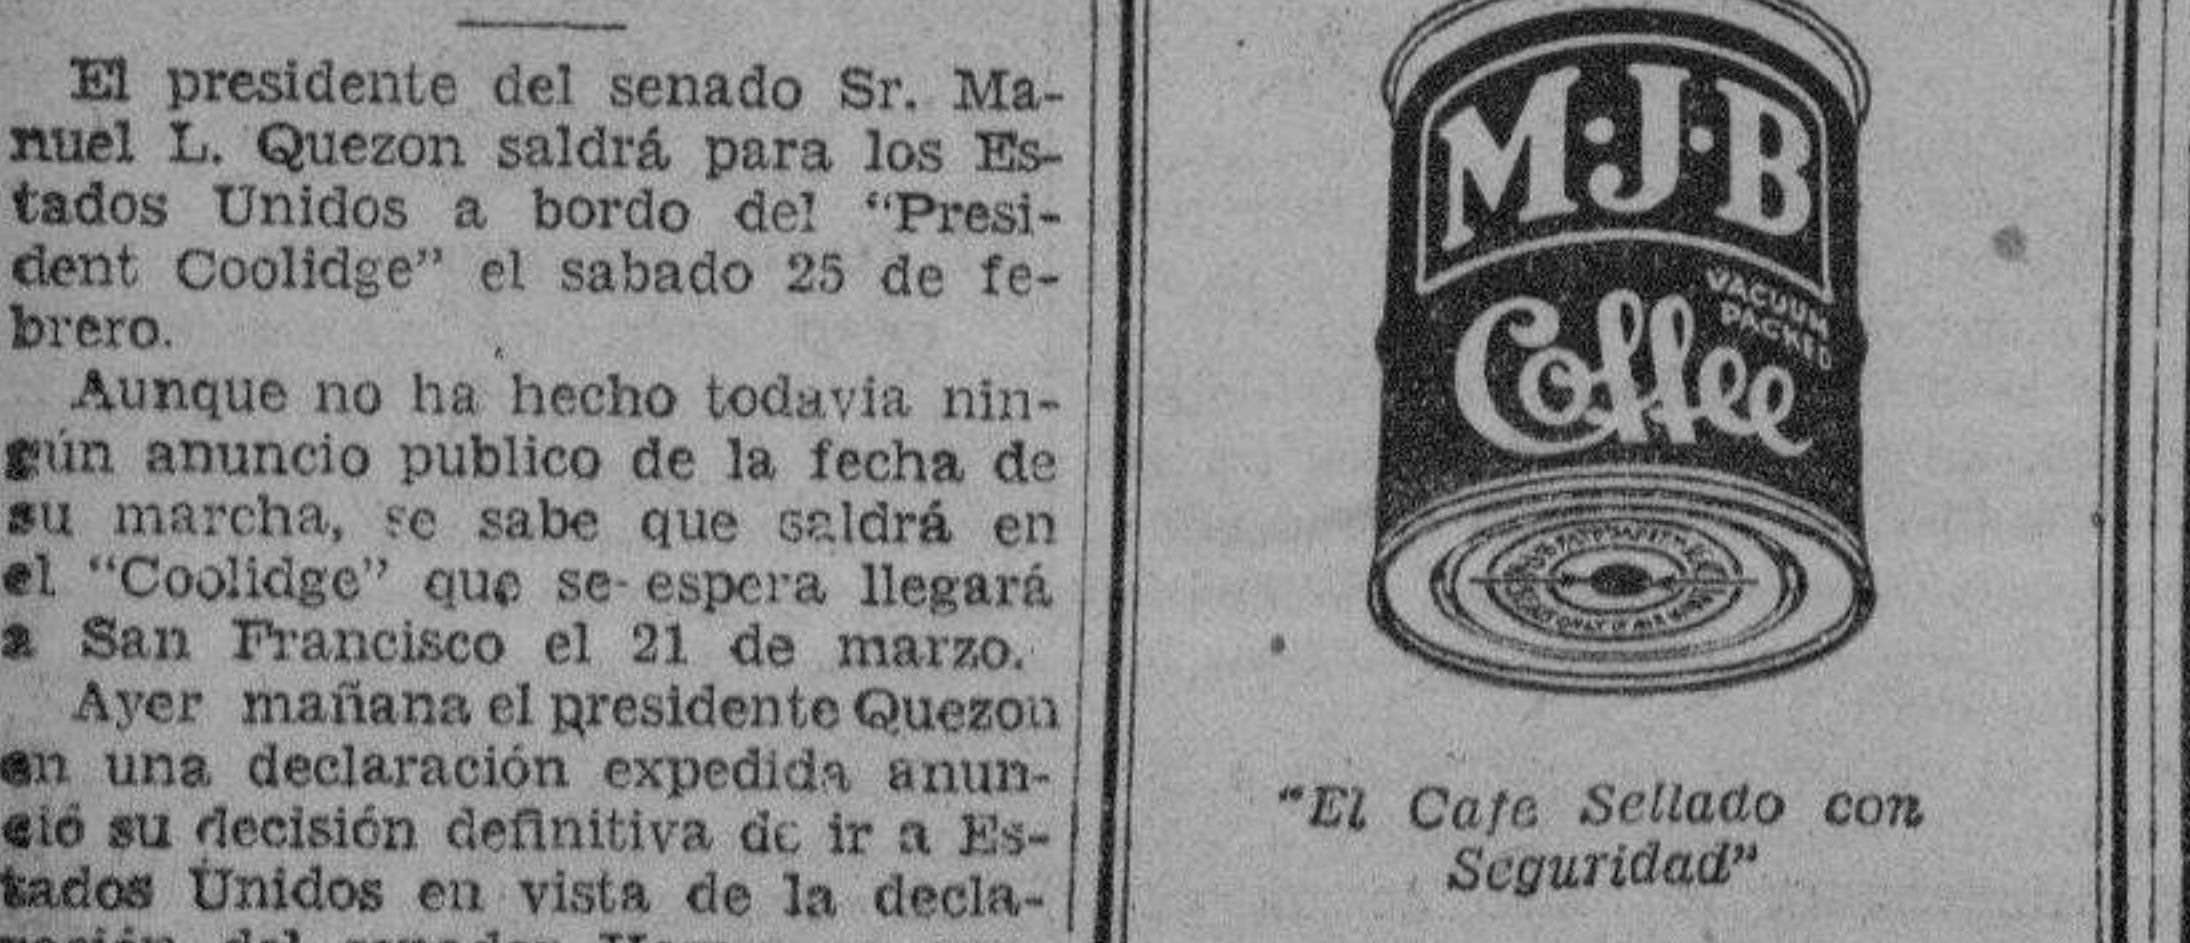 El presidente del senado Sr. Ma-
nuel L. Quezon saldrá para los Es-
tados Unidos a bordo del "Presi-
dent Coolidge" el sabado 25 de fe-
brero.
Aunque no ha hecho todavia nin-
gún anuncio publico de la fecha de
su marcha, se sabe que saldrá en
el "Coolidge" que se espera llegará
a San Francisco el 21 de marzo.
Ayer mañana el presidente Quezon
en una declaración expedida anun-
ció su decisión definitiva de ir a Es-
tados Unidos en vista de la decla-
M·J·B
VACUUM
PACKED
Coffee
"El Cafe Sellado con
Seguridad"